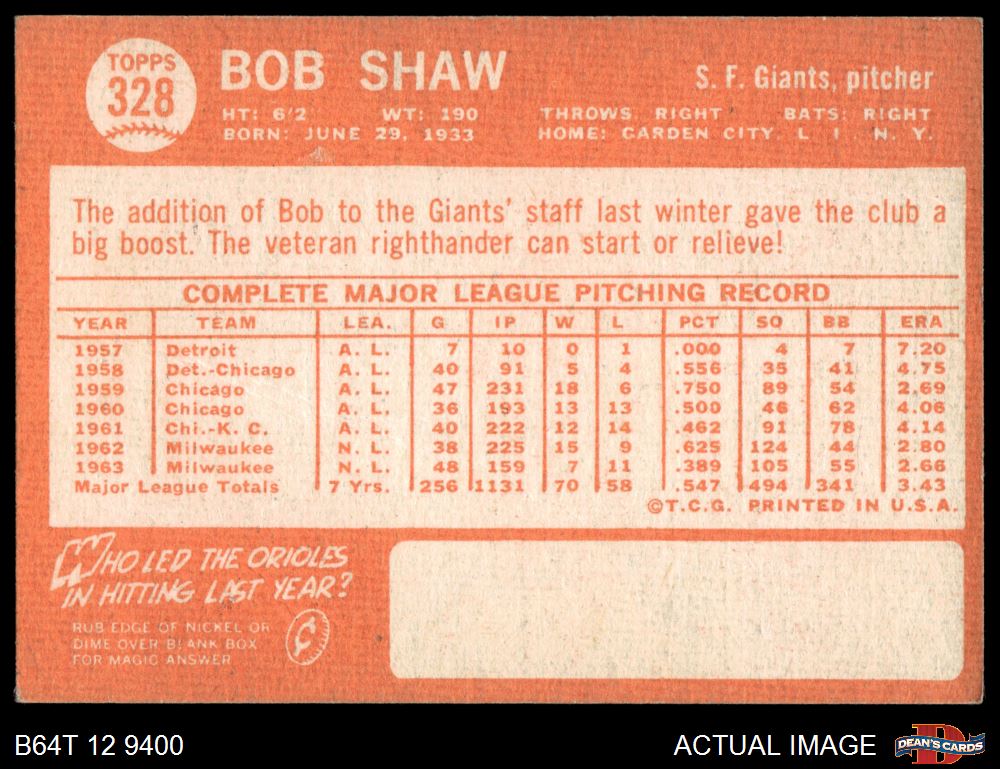 TOPPS
328
BOB SHAW
S. F. Giants, pitcher
HT: 6'2 WT: 190 THROWS RIGHT BATS: RIGHT
BORN: JUNE 29, 1933 HOME: GARDEN CITY, L. I., N. Y.
The addition of Bob to the Giants' staff last winter gave the club a
big boost. The veteran righthander can start or relieve!
COMPLETE MAJOR LEAGUE PITCHING RECORD
YEAR TEAM LEA. G IP W L PCT SO BB ERA
1957 Detroit A. L. 7 10 0 1 .000 4 7 7.20
1958 Det.-Chicago A. L. 40 91 5 4 .556 35 41 4.75
1959 Chicago A. L. 47 231 18 6 .750 89 54 2.69
1960 Chicago A. L. 36 193 13 13 .500 46 62 4.06
1961 Chi.-K. C. A. L. 40 222 12 14 .462 91 78 4.14
1962 Milwaukee N. L. 38 225 15 9 .625 124 44 2.80
1963 Milwaukee N. L. 48 159 7 11 .389 105 55 2.66
Major League Totals 7 Yrs. 256 1131 70 58 .547 494 341 3.43
©T.C.G. PRINTED IN U.S.A.
WHO LED THE ORIOLES
IN HITTING LAST YEAR?
RUB EDGE OF NICKEL OR
DIME OVER BLANK BOX
FOR MAGIC ANSWER
¢
B64T 12 9400
ACTUAL IMAGE
D
DEAN'S CARDS